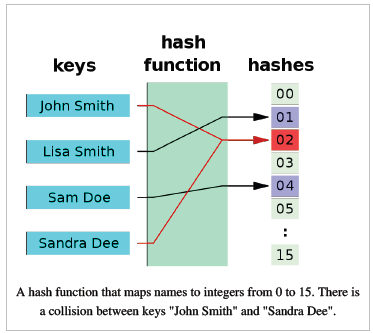 keys
hash
function
hashes
John Smith
Lisa Smith
Sam Doe
Sandra Dee
00
01
02
03
04
05
:
15
A hash function that maps names to integers from 0 to 15. There is
a collision between keys "John Smith" and "Sandra Dee".